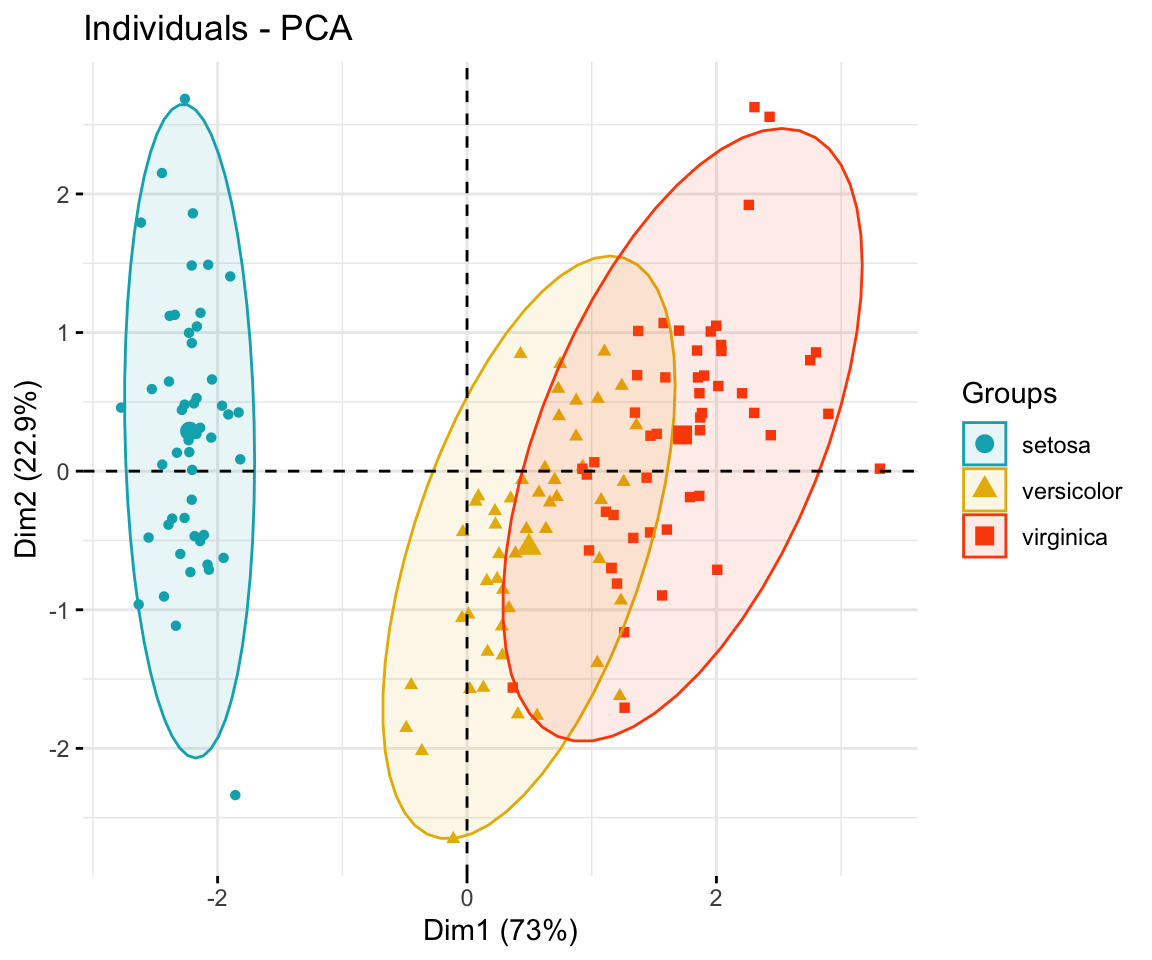 Individuals - PCA
2
1
0
-1
-2
Dim2 (22.9%)
-2
0
2
Dim1 (73%)
Groups
setosa
versicolor
virginica